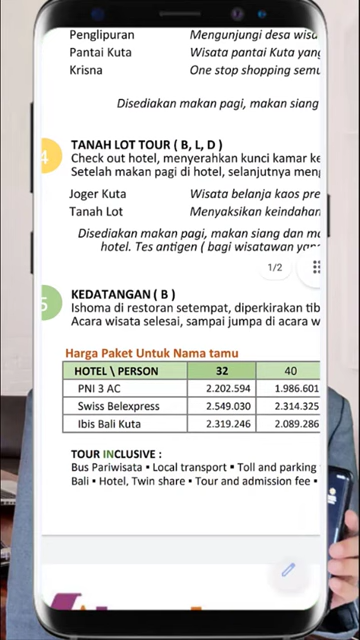 Penglipuran Mengunjungi desa wisa
Pantai Kuta Wisata pantai Kuta yang
Krisna One stop shopping semu
Disediakan makan pagi, makan siang
4 TANAH LOT TOUR ( B, L, D )
Check out hotel, menyerahkan kunci kamar ke
Setelah makan pagi di hotel, selanjutnya meng
Joger Kuta Wisata belanja kaos pre
Tanah Lot Menyaksikan keindahan
Disediakan makan pagi, makan siang dan ma
hotel. Tes antigen ( bagi wisatawan yang
1/2
5 KEDATANGAN ( B )
Ishoma di restoran setempat, diperkirakan tib
Acara wisata selesai, sampai jumpa di acara w
Harga Paket Untuk Nama tamu
HOTEL \ PERSON 32 40
PNI 3 AC 2.202.594 1.986.601
Swiss Belexpress 2.549.030 2.314.325
Ibis Bali Kuta 2.319.246 2.089.286
TOUR INCLUSIVE :
Bus Pariwisata ▪ Local transport ▪ Toll and parking
Bali ▪ Hotel, Twin share ▪ Tour and admission fee ▪